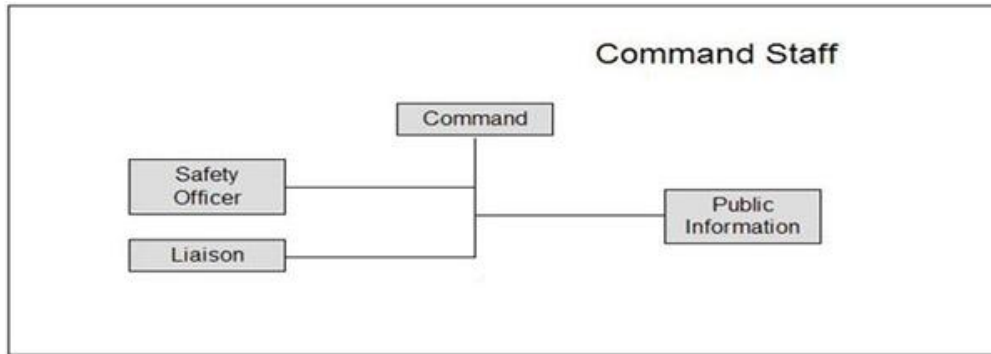 Command Staff
Command
Safety
Officer
Public
Information
Liaison